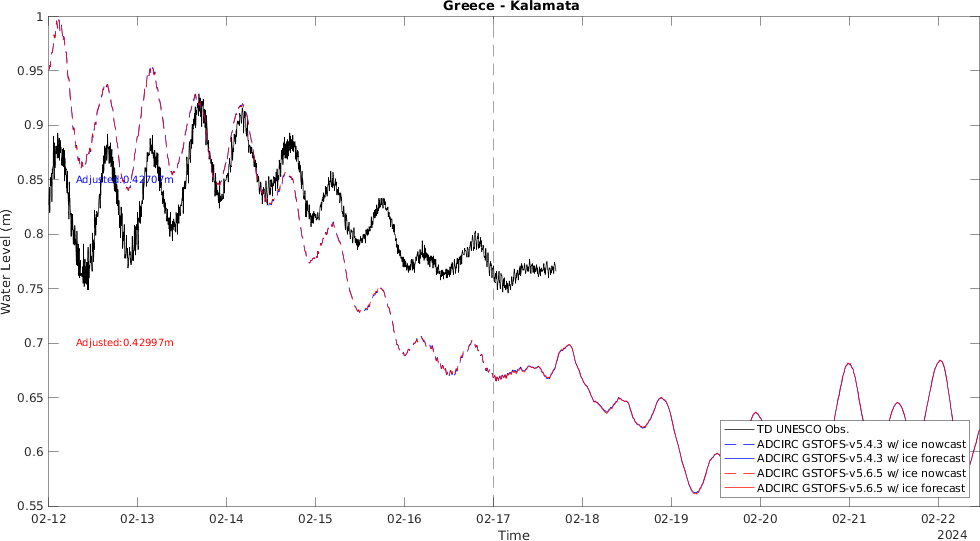 Greece - Kalamata
1
0.95
0.9
0.85
0.8
0.75
0.7
0.65
0.6
0.55
Water Level (m)
Adjusted:0.42707m
Adjusted:0.42997m
TD UNESCO Obs.
ADCIRC GSTOFS-v5.4.3 w/ ice nowcast
ADCIRC GSTOFS-v5.4.3 w/ ice forecast
ADCIRC GSTOFS-v5.6.5 w/ ice nowcast
ADCIRC GSTOFS-v5.6.5 w/ ice forecast
02-12 02-13 02-14 02-15 02-16 02-17 02-18 02-19 02-20 02-21 02-22
Time 2024